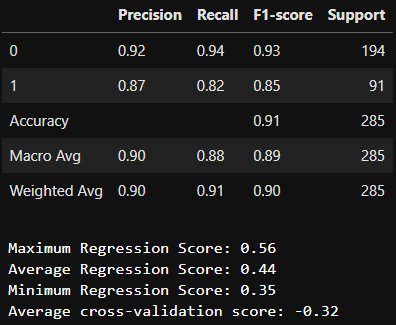 Precision Recall F1-score Support
0 0.92 0.94 0.93 194
1 0.87 0.82 0.85 91
Accuracy 0.91 285
Macro Avg 0.90 0.88 0.89 285
Weighted Avg 0.90 0.91 0.90 285
Maximum Regression Score: 0.56
Average Regression Score: 0.44
Minimum Regression Score: 0.35
Average cross-validation score: -0.32